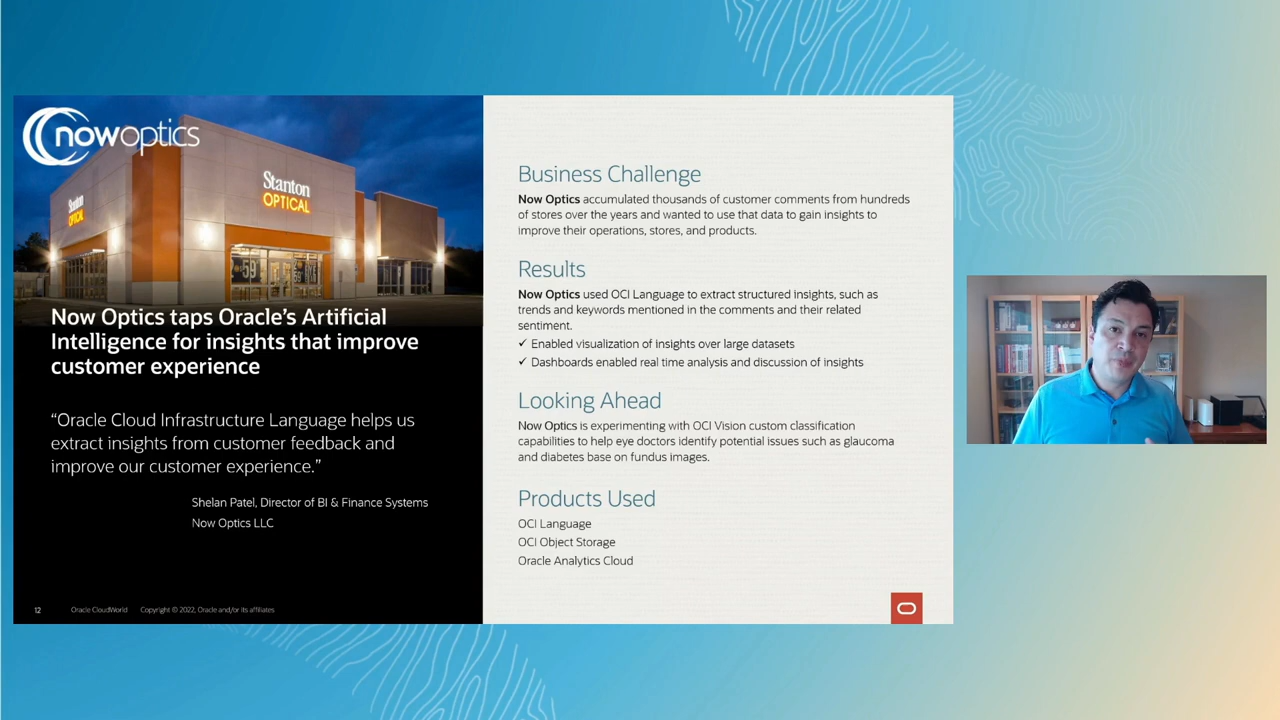 nowoptics
Stanton
OPTICAL
Stanton
OPTICAL
59
59
Now Optics taps Oracle's Artificial
Intelligence for insights that improve
customer experience
“Oracle Cloud Infrastructure Language helps us
extract insights from customer feedback and
improve our customer experience.”
Shelan Patel, Director of BI & Finance Systems
Now Optics LLC
12 Oracle CloudWorld Copyright © 2022, Oracle and/or its affiliates
Business Challenge
Now Optics accumulated thousands of customer comments from hundreds
of stores over the years and wanted to use that data to gain insights to
improve their operations, stores, and products.
Results
Now Optics used OCI Language to extract structured insights, such as
trends and keywords mentioned in the comments and their related
sentiment.
✓ Enabled visualization of insights over large datasets
✓ Dashboards enabled real time analysis and discussion of insights
Looking Ahead
Now Optics is experimenting with OCI Vision custom classification
capabilities to help eye doctors identify potential issues such as glaucoma
and diabetes base on fundus images.
Products Used
OCI Language
OCI Object Storage
Oracle Analytics Cloud